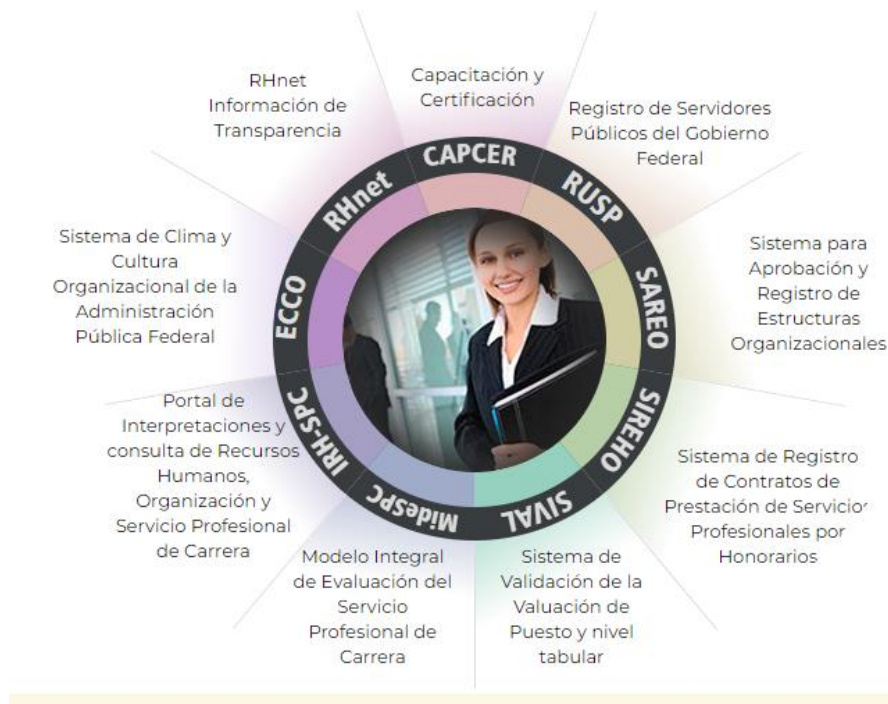 RHnet
Información de
Transparencia
Capacitación y
Certificación
Registro de Servidores
Públicos del Gobierno
Federal
Sistema para
Aprobación y
Registro de
Estructuras
Organizacionales
Sistema de Registro
de Contratos de
Prestación de Servicio
Profesionales por
Honorarios
Sistema de
Validación de la
Valuación de
Puesto y nivel
tabular
Modelo Integral
de Evaluación del
Servicio
Profesional de
Carrera
Portal de
Interpretaciones y
consulta de Recursos
Humanos,
Organización y
Servicio Profesional
de Carrera
Sistema de Clima y
Cultura
Organizacional de la
Administración
Pública Federal
RHnet
CAPCER
RUSP
SAREO
SIREHO
SIVAL
MideSPC
IRH-SPC
ECCO